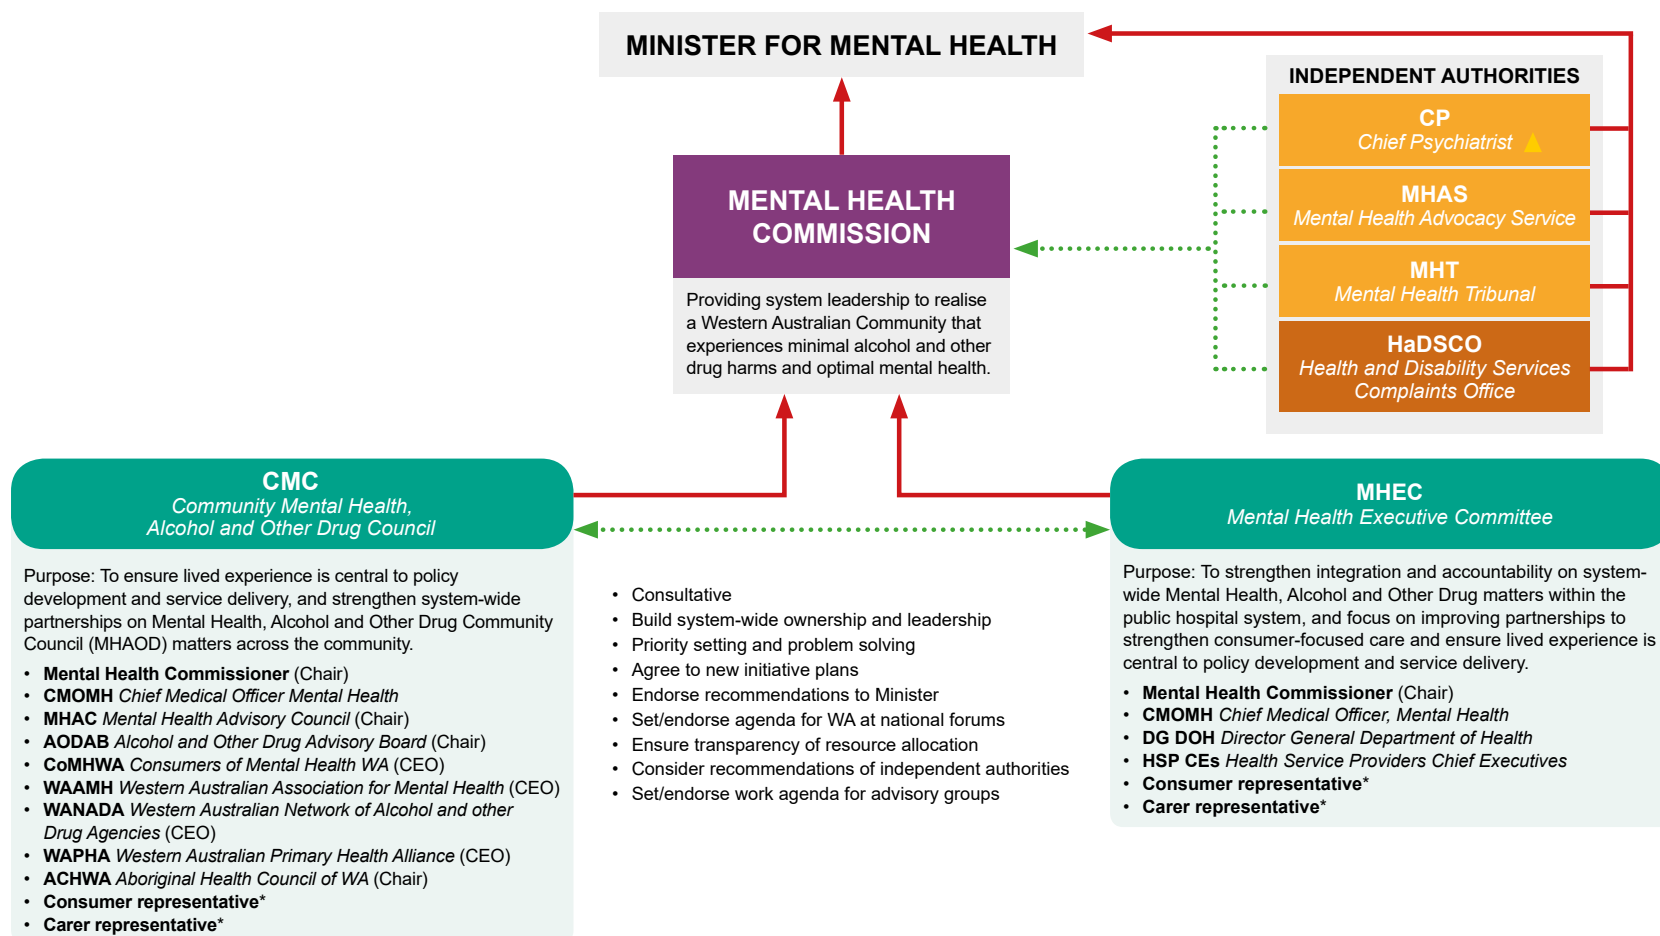 MINISTER FOR MENTAL HEALTH
INDEPENDENT AUTHORITIES
CP
Chief Psychiatrist
MHAS
Mental Health Advocacy Service
MHT
Mental Health Tribunal
HaDSCO
Health and Disability Services
Complaints Office
MENTAL HEALTH
COMMISSION
Providing system leadership to realise
a Western Australian Community that
experiences minimal alcohol and other
drug harms and optimal mental health.
CMC
Community Mental Health,
Alcohol and Other Drug Council
Purpose: To ensure lived experience is central to policy
development and service delivery, and strengthen system-wide
partnerships on Mental Health, Alcohol and Other Drug Community
Council (MHAOD) matters across the community.
• Mental Health Commissioner (Chair)
• CMOMH Chief Medical Officer Mental Health
• MHAC Mental Health Advisory Council (Chair)
• AODAB Alcohol and Other Drug Advisory Board (Chair)
• CoMHWA Consumers of Mental Health WA (CEO)
• WAAMH Western Australian Association for Mental Health (CEO)
• WANADA Western Australian Network of Alcohol and other
Drug Agencies (CEO)
• WAPHA Western Australian Primary Health Alliance (CEO)
• ACHWA Aboriginal Health Council of WA (Chair)
• Consumer representative*
• Carer representative*
• Consultative
• Build system-wide ownership and leadership
• Priority setting and problem solving
• Agree to new initiative plans
• Endorse recommendations to Minister
• Set/endorse agenda for WA at national forums
• Ensure transparency of resource allocation
• Consider recommendations of independent authorities
• Set/endorse work agenda for advisory groups
MHEC
Mental Health Executive Committee
Purpose: To strengthen integration and accountability on system-
wide Mental Health, Alcohol and Other Drug matters within the
public hospital system, and focus on improving partnerships to
strengthen consumer-focused care and ensure lived experience is
central to policy development and service delivery.
• Mental Health Commissioner (Chair)
• CMOMH Chief Medical Officer, Mental Health
• DG DOH Director General Department of Health
• HSP CEs Health Service Providers Chief Executives
• Consumer representative*
• Carer representative*